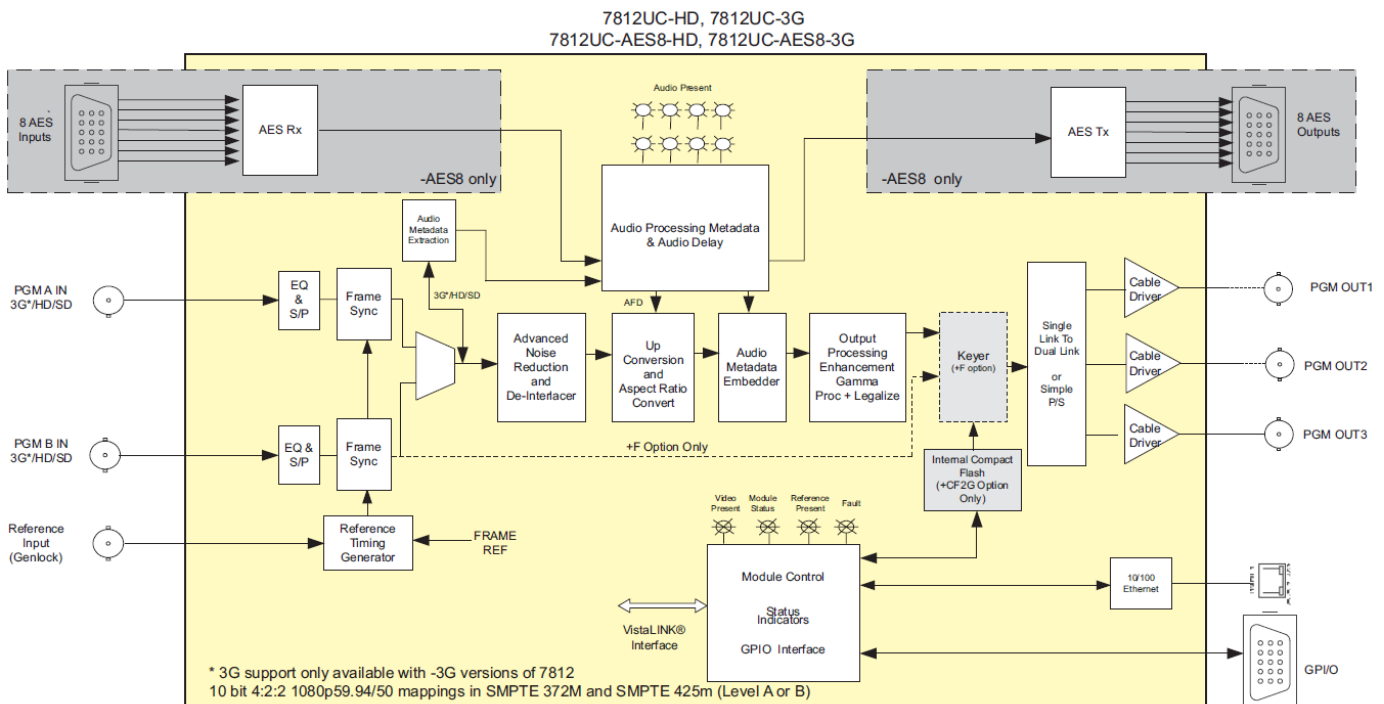 7812UC-HD, 7812UC-3G
7812UC-AES8-HD, 7812UC-AES8-3G
8 AES
Inputs
AES Rx
-AES8 only
Audio Present
AES Tx
8 AES
Outputs
-AES8 only
Audio
Metadata
Extraction
Audio Processing Metadata
& Audio Delay
PGM A IN
3G*/HD/SD
EQ
&
S/P
Frame
Sync
3G*/HD/SD
AFD
Advanced
Noise
Reduction
and
De-Interlacer
Up
Conversion
and
Aspect Ratio
Convert
Audio
Metadata
Embedder
Output
Processing
Enhancement
Gamma
Proc + Legalize
Keyer
(+F option)
Single
Link To
Dual Link
or
Simple
P/S
Cable
Driver
PGM OUT1
Cable
Driver
PGM OUT2
Cable
Driver
PGM OUT3
PGM B IN
3G*/HD/SD
EQ &
S/P
Frame
Sync
+F Option Only
Internal Compact
Flash
(+CF2G Option
Only)
Reference
Input
(Genlock)
Reference
Timing
Generator
FRAME
REF
Video
Present
Module
Status
Reference
Present
Fault
Module Control
Status
Indicators
GPIO Interface
VistaLINK®
Interface
10/100
Ethernet
GPI/O
* 3G support only available with -3G versions of 7812
10 bit 4:2:2 1080p59.94/50 mappings in SMPTE 372M and SMPTE 425m (Level A or B)